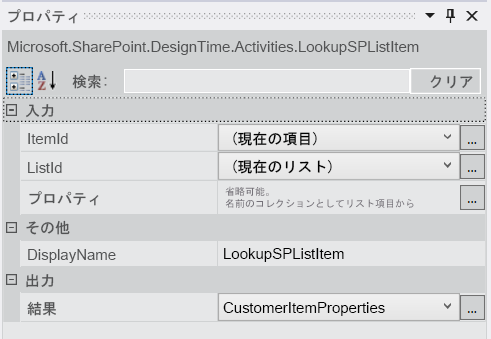 プロパティ
Microsoft.SharePoint.DesignTime.Activities.LookupSPListItem
検索: クリア
入力
ItemId (現在の項目) ...
ListId (現在のリスト) ...
プロパティ 省略可能。
名前のコレクションとしてリスト項目から ...
その他
DisplayName LookupSPListItem
出力
結果 CustomerItemProperties ...